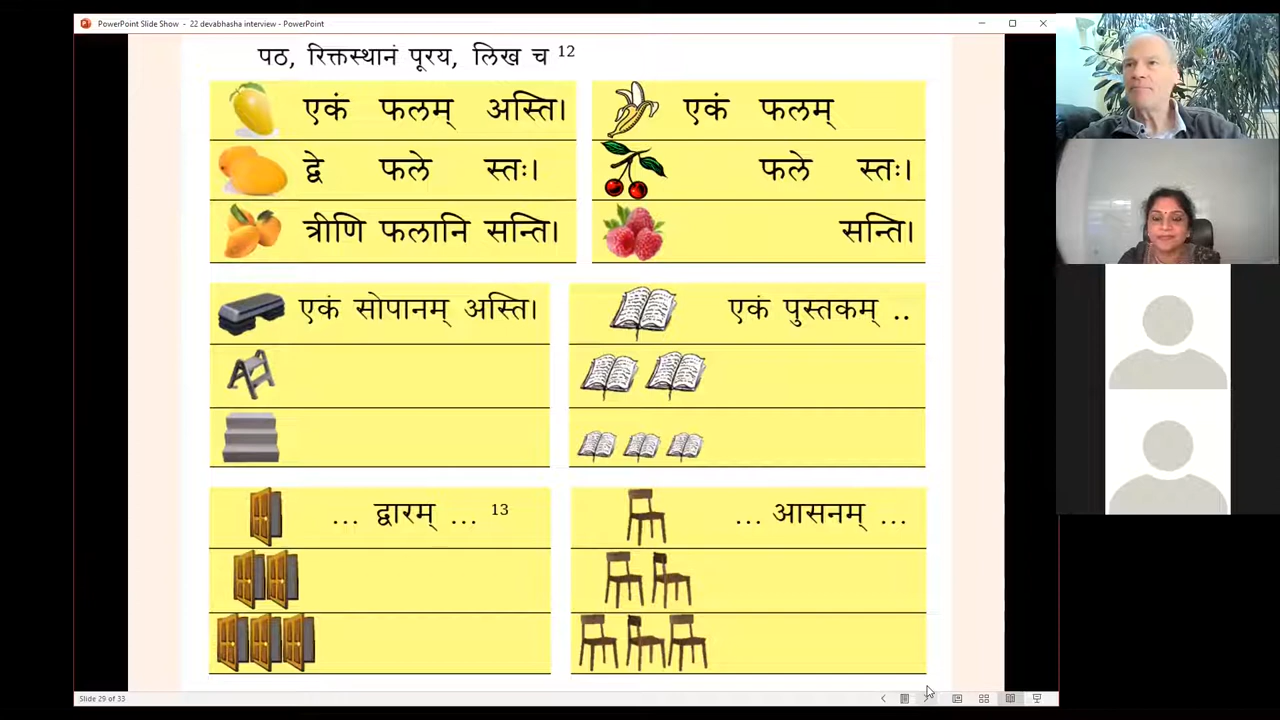 PowerPoint Slide Show - 22 devabhasha interview - PowerPoint
पठ, रिक्तस्थानं पूरय, लिख च 12
एकं फलम् अस्ति।
द्वे फले स्तः।
त्रीणि फलानि सन्ति।
एकं फलम्
फले स्तः।
सन्ति।
एकं सोपानम् अस्ति।
एकं पुस्तकम् ..
... द्वारम् ... 13
... आसनम् ...
Slide 29 of 33